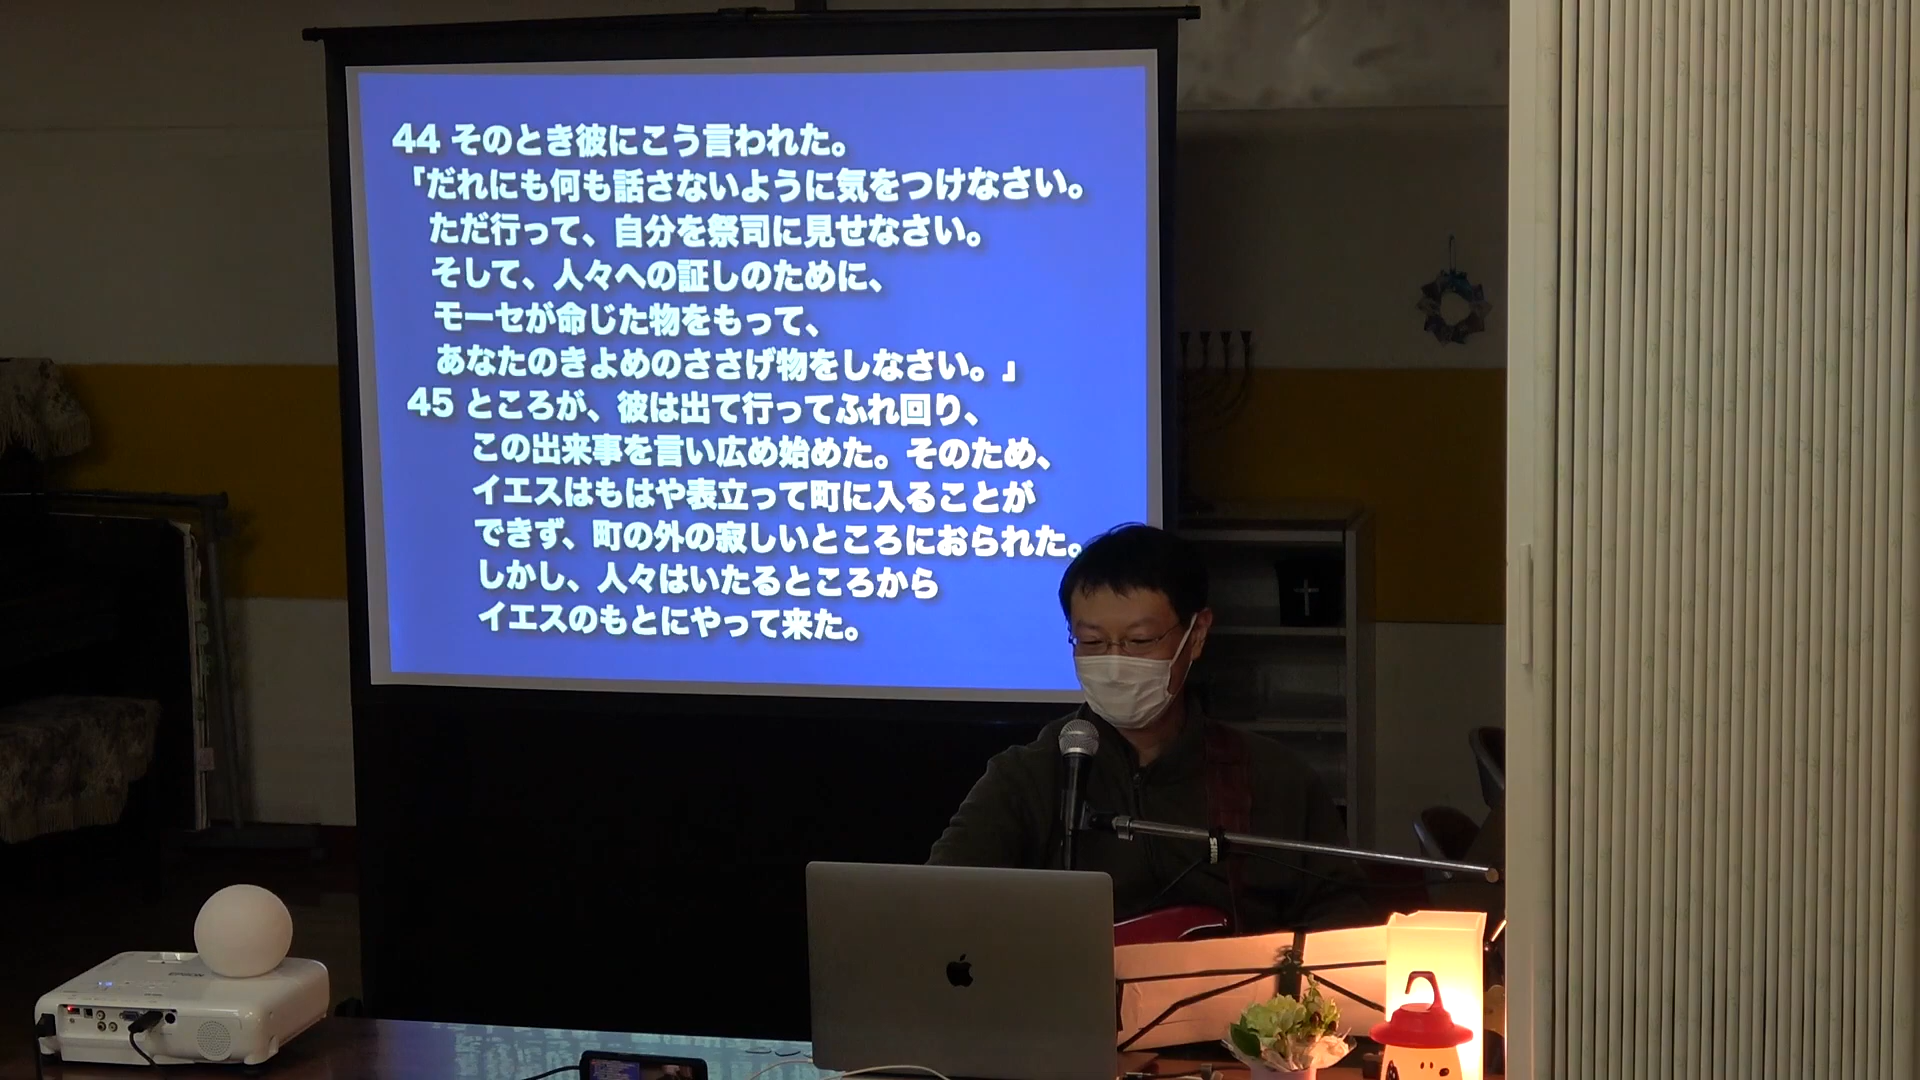 44 そのとき彼にこう言われた。
「だれにも何も話さないように気をつけなさい。
ただ行って、自分を祭司に見せなさい。
そして、人々への証しのために、
モーセが命じた物をもって、
あなたのきよめのささげ物をしなさい。」
45 ところが、彼は出て行ってふれ回り、
この出来事を言い広め始めた。そのため、
イエスはもはや表立って町に入ることが
できず、町の外の寂しいところにおられた。
しかし、人々はいたるところから
イエスのもとにやって来た。
EPSON